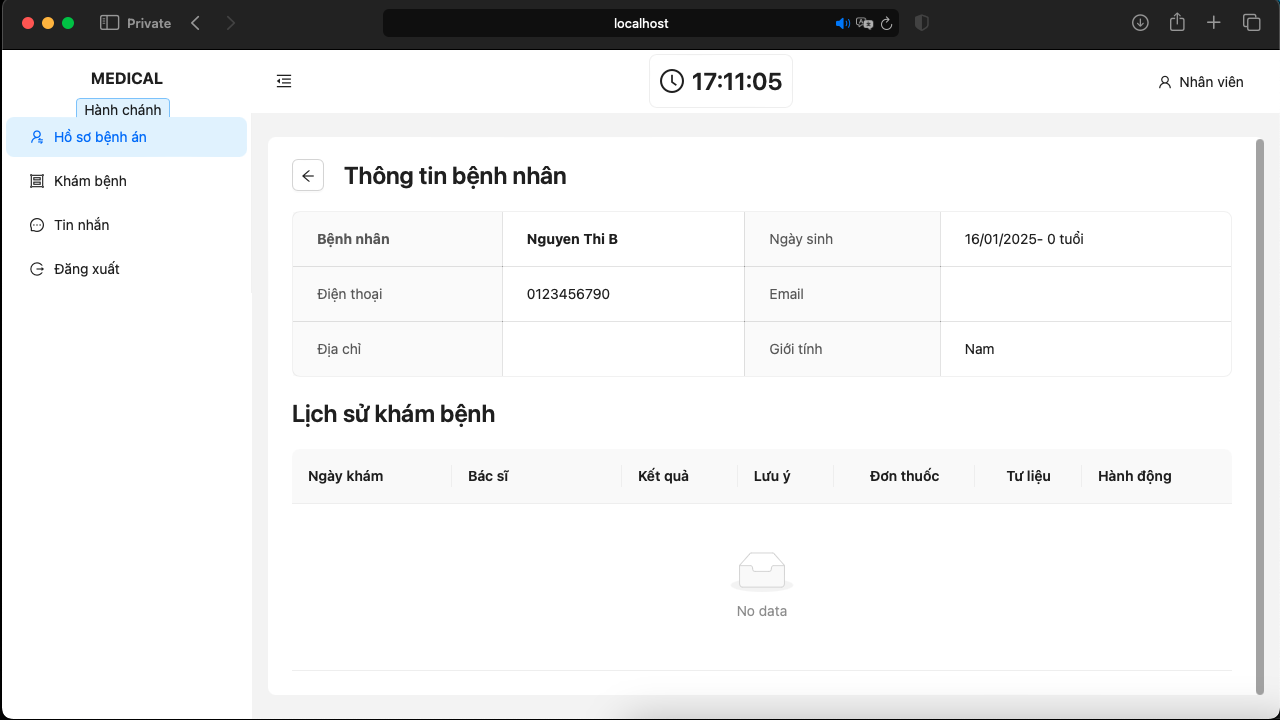 Private
localhost
MEDICAL
Hành chánh
Hồ sơ bệnh án
Khám bệnh
Tin nhắn
Đăng xuất
17:11:05
Nhân viên
Thông tin bệnh nhân
Bệnh nhân Nguyen Thi B Ngày sinh 16/01/2025- 0 tuổi
Điện thoại 0123456790 Email
Địa chỉ Giới tính Nam
Lịch sử khám bệnh
Ngày khám Bác sĩ Kết quả Lưu ý Đơn thuốc Tư liệu Hành động
No data